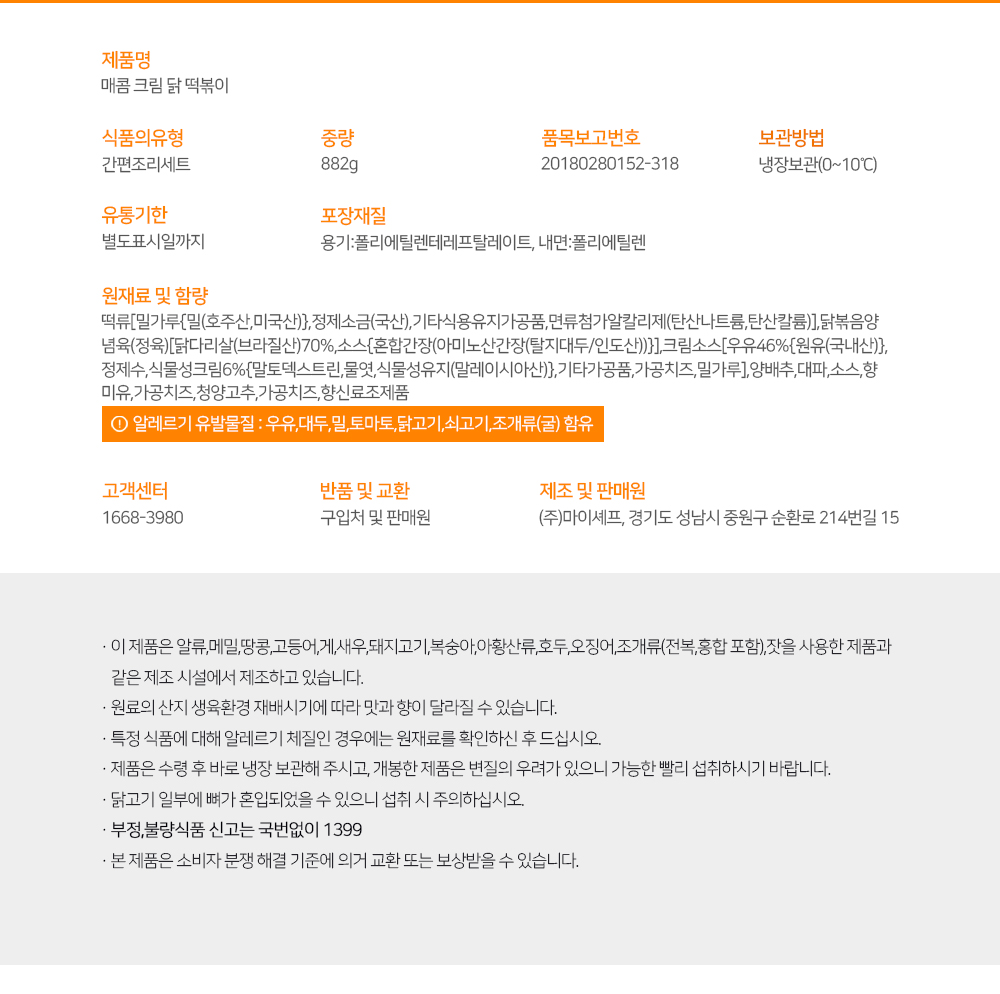 제품명
매콤 크림 닭 떡볶이
식품의유형
간편조리세트
중량
882g
품목보고번호
20180280152-318
보관방법
냉장보관(0~10℃)
유통기한
별도표시일까지
포장재질
용기:폴리에틸렌테레프탈레이트, 내면:폴리에틸렌
원재료 및 함량
떡류[밀가루{밀(호주산,미국산)},정제소금(국산),기타식용유지가공품,면류첨가알칼리제(탄산나트륨,탄산칼륨)],닭볶음양
념육(정육)[닭다리살(브라질산)70%,소스{혼합간장(아미노산간장(탈지대두/인도산))}],크림소스[우유46%{원유(국내산)},
정제수,식물성크림6%{말토덱스트린,물엿,식물성유지(말레이시아산)},기타가공품,가공치즈,밀가루],양배추,대파,소스,향
미유,가공치즈,청양고추,가공치즈,향신료조제품
알레르기 유발물질 : 우유,대두,밀,토마토,닭고기,쇠고기,조개류(굴) 함유
고객센터
1668-3980
반품 및 교환
구입처 및 판매원
제조 및 판매원
(주)마이셰프, 경기도 성남시 중원구 순환로 214번길 15
· 이 제품은 알류,메밀,땅콩,고등어,게,새우,돼지고기,복숭아,아황산류,호두,오징어,조개류(전복,홍합 포함),잣을 사용한 제품과
같은 제조 시설에서 제조하고 있습니다.
· 원료의 산지 생육환경 재배시기에 따라 맛과 향이 달라질 수 있습니다.
· 특정 식품에 대해 알레르기 체질인 경우에는 원재료를 확인하신 후 드십시오.
· 제품은 수령 후 바로 냉장 보관해 주시고, 개봉한 제품은 변질의 우려가 있으니 가능한 빨리 섭취하시기 바랍니다.
· 닭고기 일부에 뼈가 혼입되었을 수 있으니 섭취 시 주의하십시오.
· 부정,불량식품 신고는 국번없이 1399
· 본 제품은 소비자 분쟁 해결 기준에 의거 교환 또는 보상받을 수 있습니다.